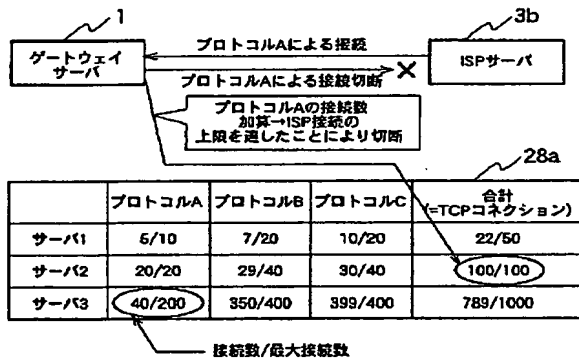 1
3b
ゲートウェイ
サーバ
プロトコルAによる接続
プロトコルAによる接続切断
ISPサーバ
プロトコルAの接続数
加算→ISP接続の
上限を適したことにより切断
28a
プロトコルA プロトコルB プロトコルC 合計
(=TCPコネクション)
サーバ1 5/10 7/20 10/20 22/50
サーバ2 20/20 29/40 30/40 100/100
サーバ3 40/200 350/400 399/400 789/1000
接続数/最大接続数